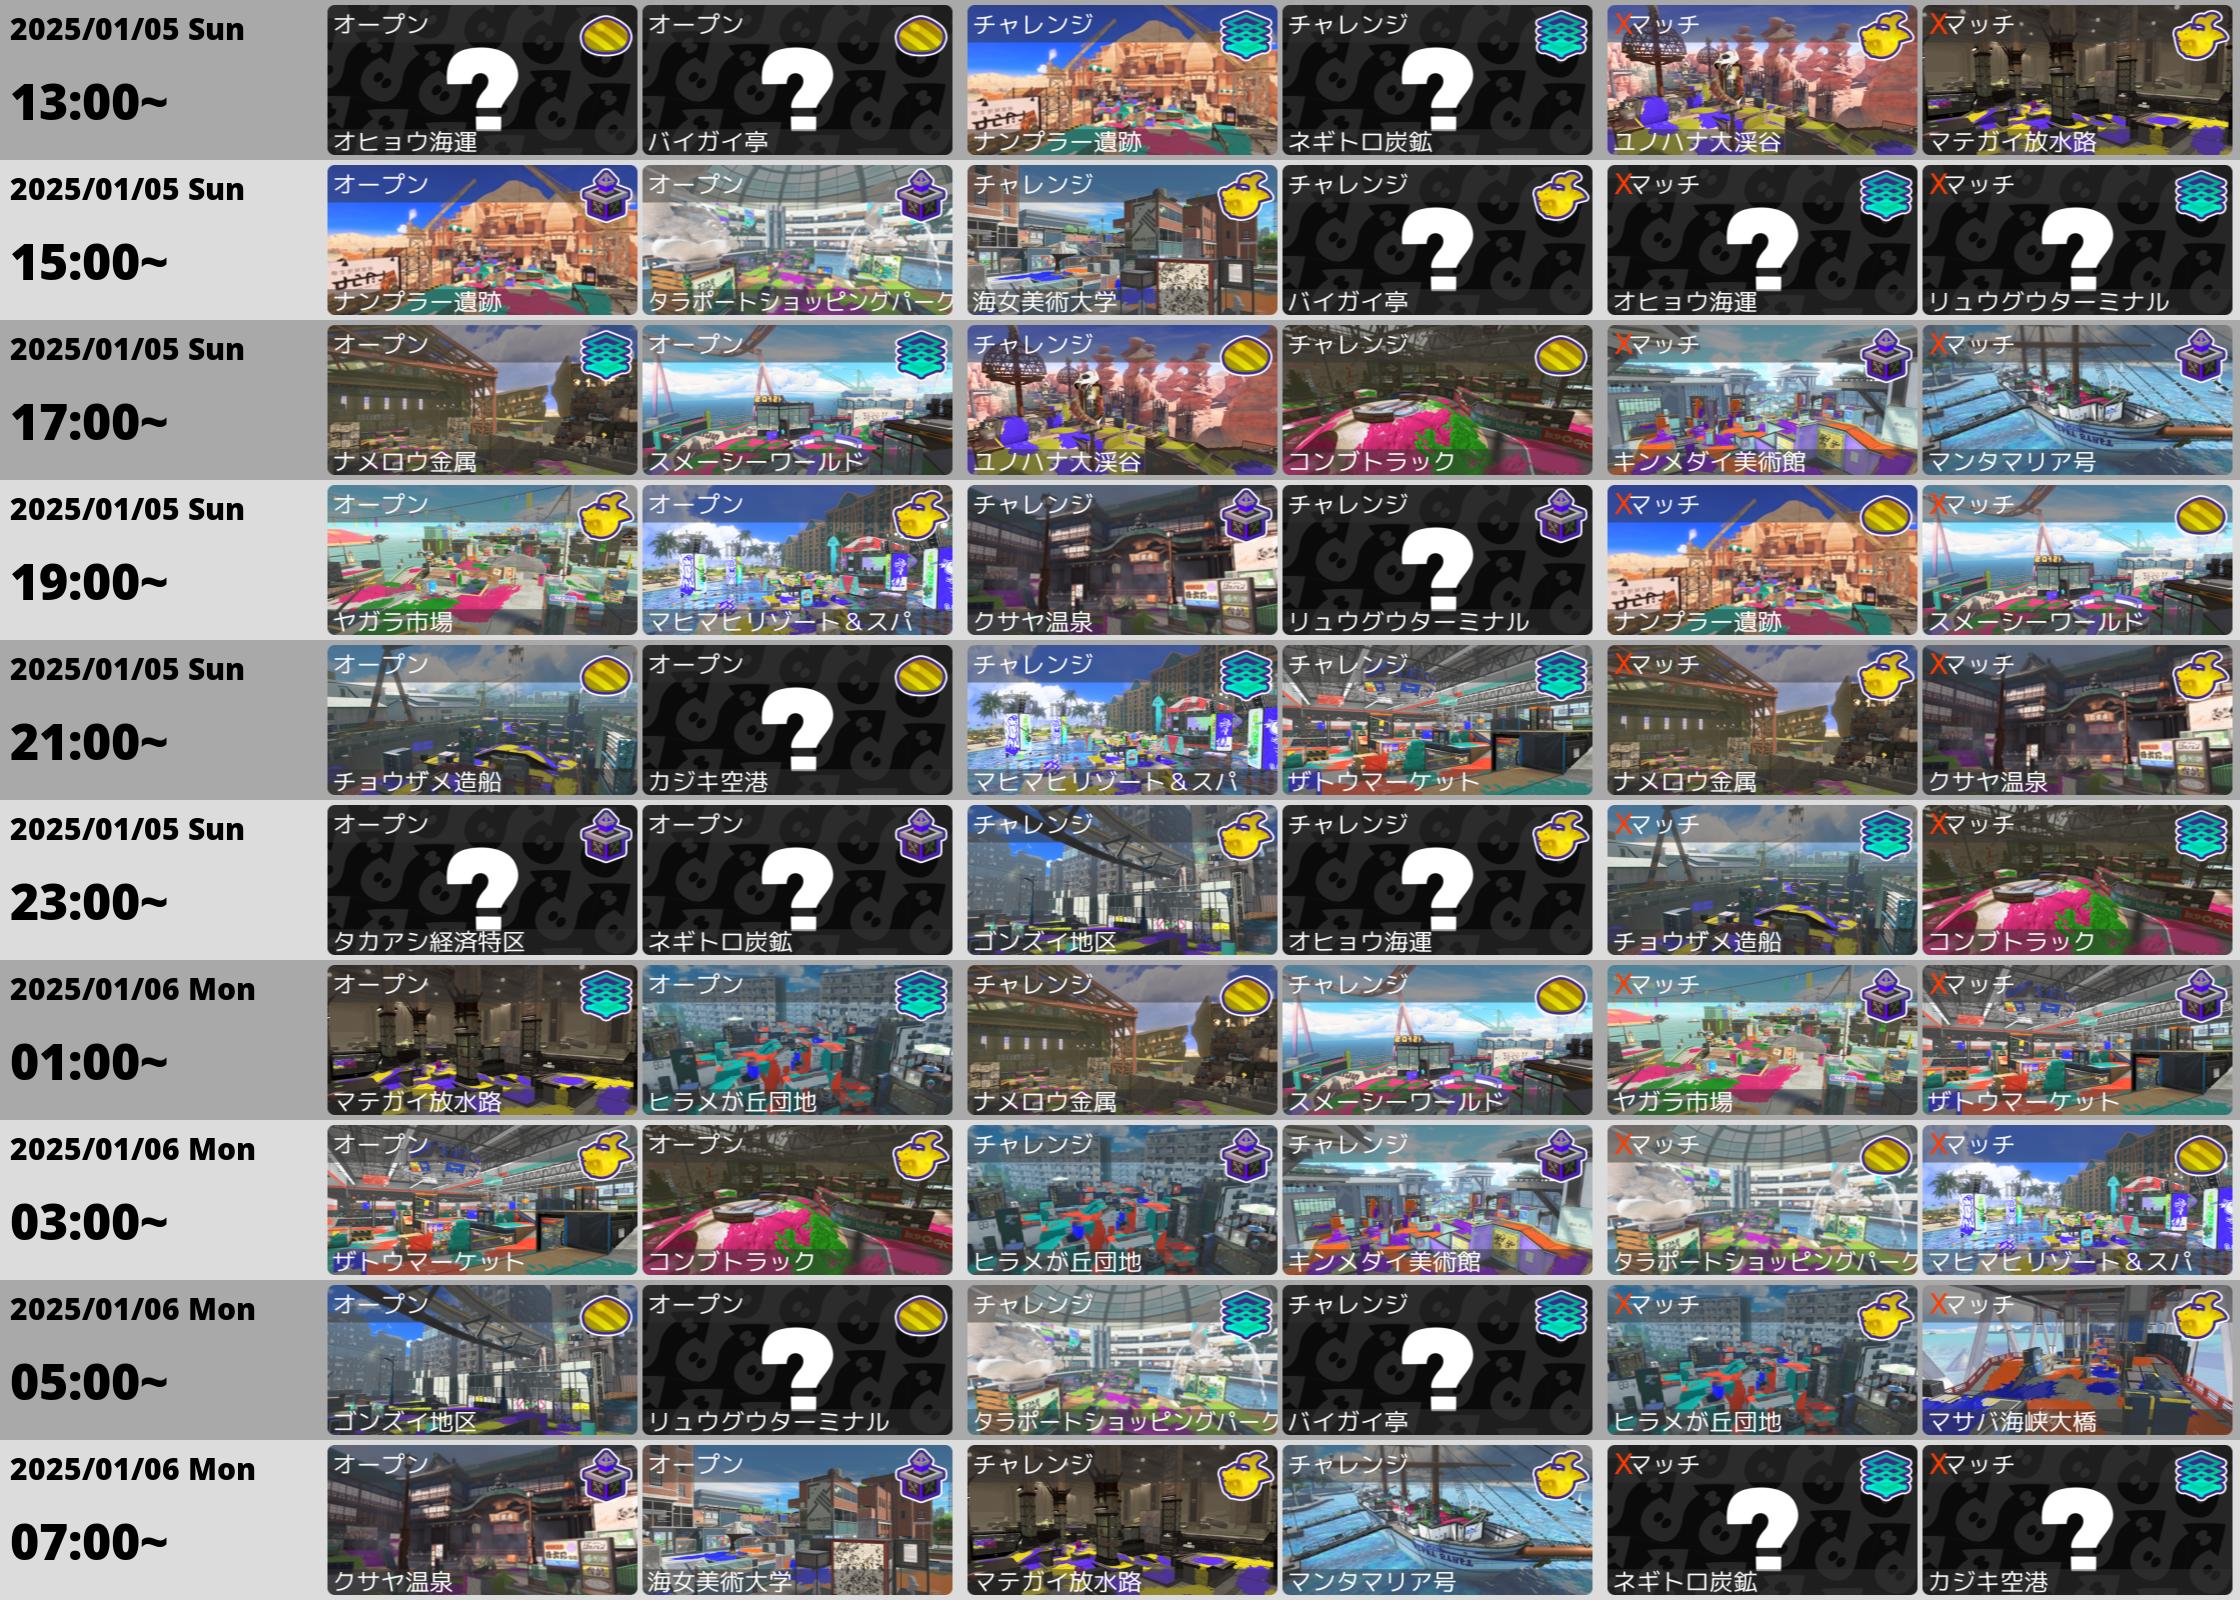 2025/01/05 Sun
13:00~
オープン オープン チャレンジ チャレンジ Xマッチ Xマッチ
オヒョウ海運 バイガイ亭 ナンプラー遺跡 ネギトロ炭鉱 ユノハナ大渓谷 マテガイ放水路
2025/01/05 Sun
15:00~
オープン オープン チャレンジ チャレンジ Xマッチ Xマッチ
ナンプラー遺跡 タラポートショッピングパーク 海女美術大学 バイガイ亭 オヒョウ海運 リュウグウターミナル
2025/01/05 Sun
17:00~
オープン オープン チャレンジ チャレンジ Xマッチ Xマッチ
ナメロウ金属 スメーシーワールド ユノハナ大渓谷 コンブトラック キンメダイ美術館 マンタマリア号
2025/01/05 Sun
19:00~
オープン オープン チャレンジ チャレンジ Xマッチ Xマッチ
ヤガラ市場 マヒマヒリゾート＆スパ クサヤ温泉 リュウグウターミナル ナンプラー遺跡 スメーシーワールド
2025/01/05 Sun
21:00~
オープン オープン チャレンジ チャレンジ Xマッチ Xマッチ
チョウザメ造船 カジキ空港 マヒマヒリゾート＆スパ ザトウマーケット ナメロウ金属 クサヤ温泉
2025/01/05 Sun
23:00~
オープン オープン チャレンジ チャレンジ Xマッチ Xマッチ
タカアシ経済特区 ネギトロ炭鉱 ゴンズイ地区 オヒョウ海運 チョウザメ造船 コンブトラック
2025/01/06 Mon
01:00~
オープン オープン チャレンジ チャレンジ Xマッチ Xマッチ
マテガイ放水路 ヒラメが丘団地 ナメロウ金属 スメーシーワールド ヤガラ市場 ザトウマーケット
2025/01/06 Mon
03:00~
オープン オープン チャレンジ チャレンジ Xマッチ Xマッチ
ザトウマーケット コンブトラック ヒラメが丘団地 キンメダイ美術館 タラポートショッピングパーク マヒマヒリゾート＆スパ
2025/01/06 Mon
05:00~
オープン オープン チャレンジ チャレンジ Xマッチ Xマッチ
ゴンズイ地区 リュウグウターミナル タラポートショッピングパーク バイガイ亭 ヒラメが丘団地 マサバ海峡大橋
2025/01/06 Mon
07:00~
オープン オープン チャレンジ チャレンジ Xマッチ Xマッチ
クサヤ温泉 海女美術大学 マテガイ放水路 マンタマリア号 ネギトロ炭鉱 カジキ空港